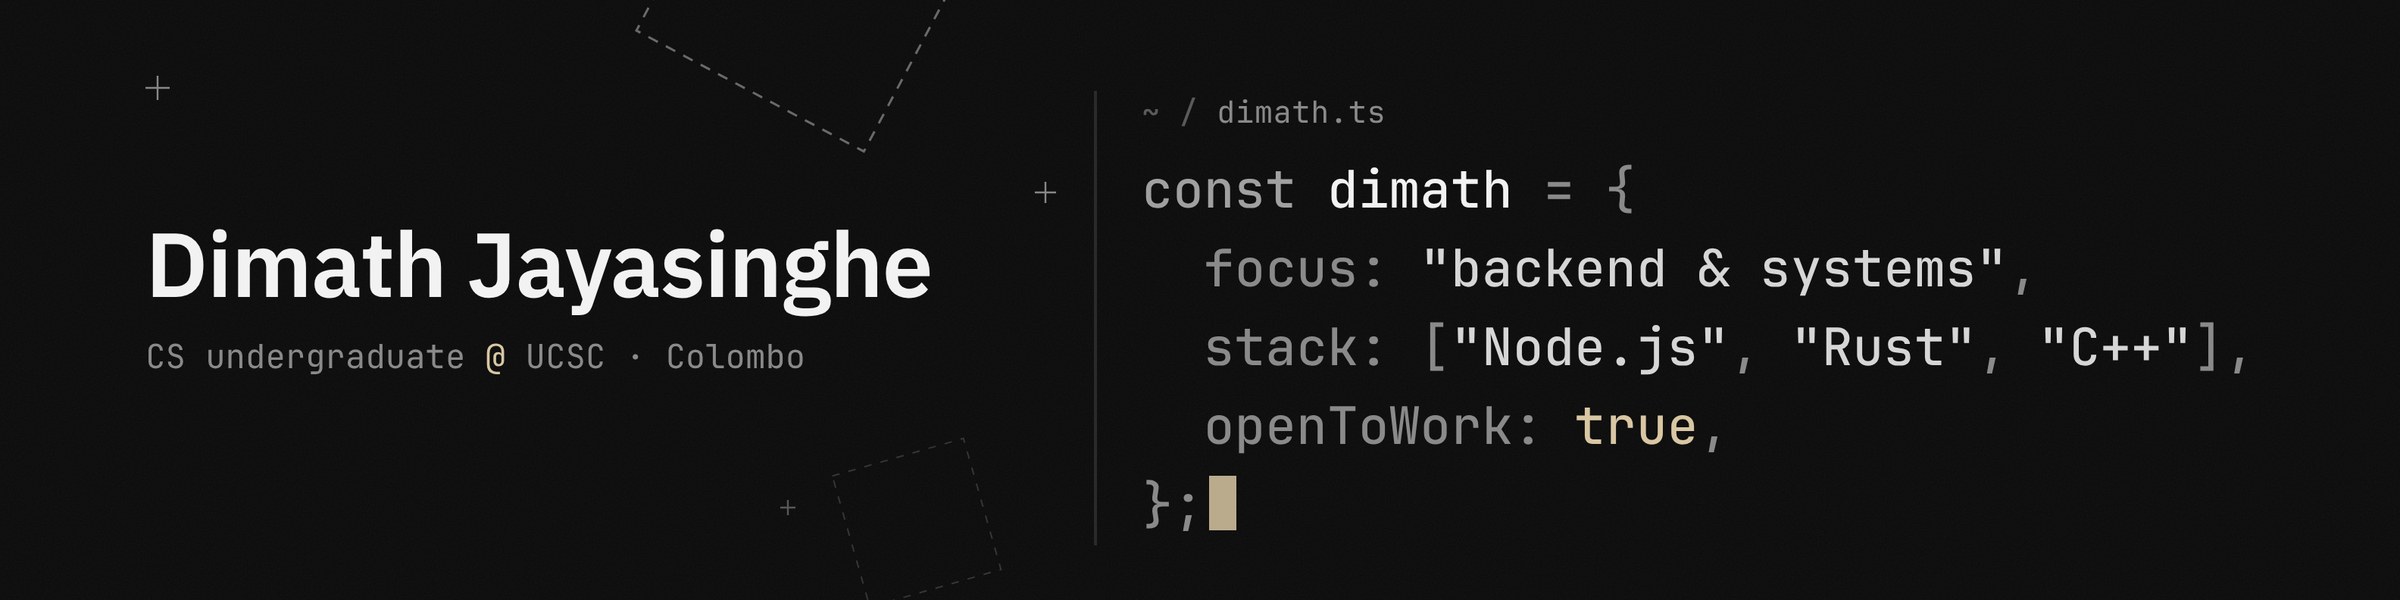 Dimath Jayasinghe
CS undergraduate @ UCSC · Colombo
~ / dimath.ts
const dimath = {
  focus: "backend & systems",
  stack: ["Node.js", "Rust", "C++"],
  openToWork: true,
};